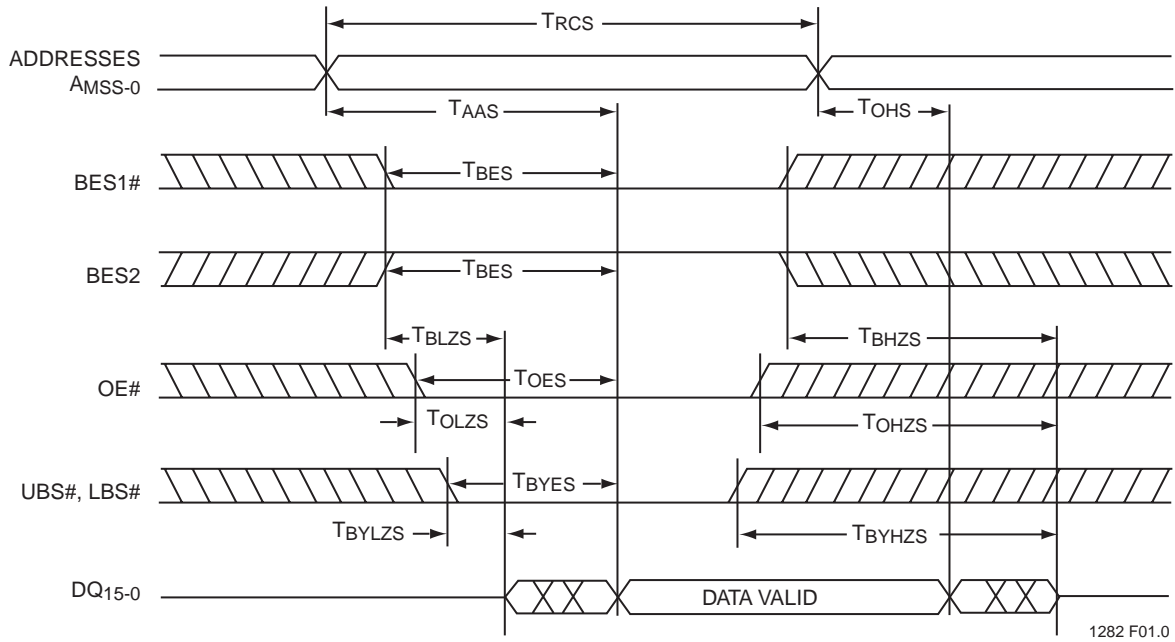 TRCS
ADDRESSES
AMSS-0
TAAS
TOHS
BES1#
TBES
BES2
TBES
TBLZS
TBHZS
OE#
TOES
TOLZS
TOHZS
UBS#, LBS#
TBYES
TBYLZS
TBYHZS
DQ15-0
DATA VALID
1282 F01.0